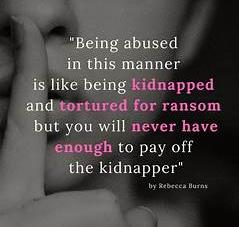 "Being abused
in this manner
is like being kidnapped
and tortured for ransom
but you will never have
enough to pay off
the kidnapper"
by Rebecca Burns